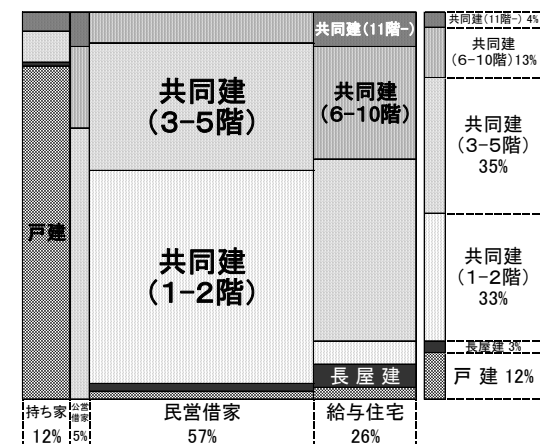 共同建(11階-)
共同建
(3-5階)
共同建
(6-10階)
戸建
共同建
(1-2階)
長屋建
共同建(11階-) 4%
共同建
(6-10階)13%
共同建
(3-5階)
35%
共同建
(1-2階)
33%
長屋建 3%
戸 建 12%
持ち家
12%
公営
借家
5%
民営借家
57%
給与住宅
26%